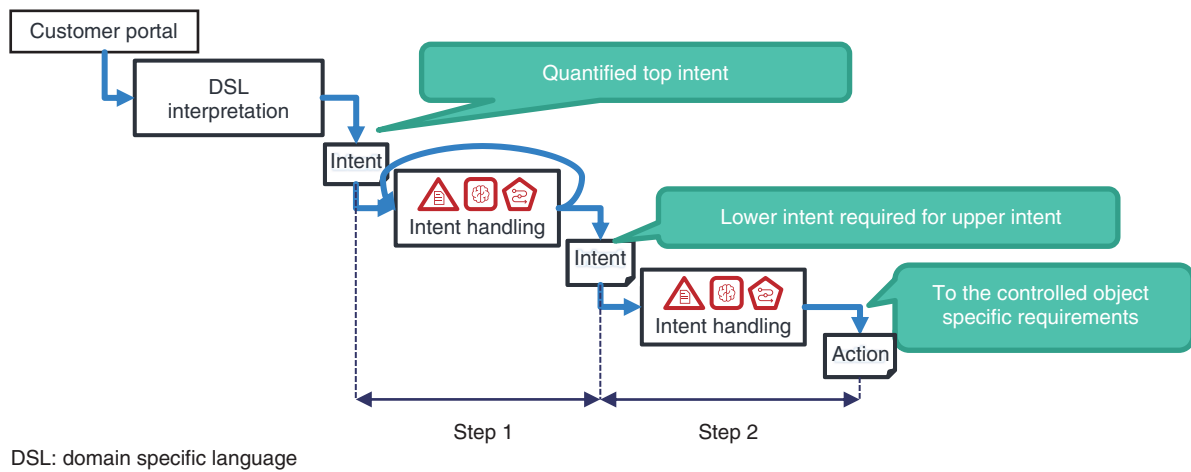 Customer portal
DSL
interpretation
Quantified top intent
Intent
Intent handling
Lower intent required for upper intent
Intent
Intent handling
To the controlled object
specific requirements
Action
Step 1
Step 2
DSL: domain specific language